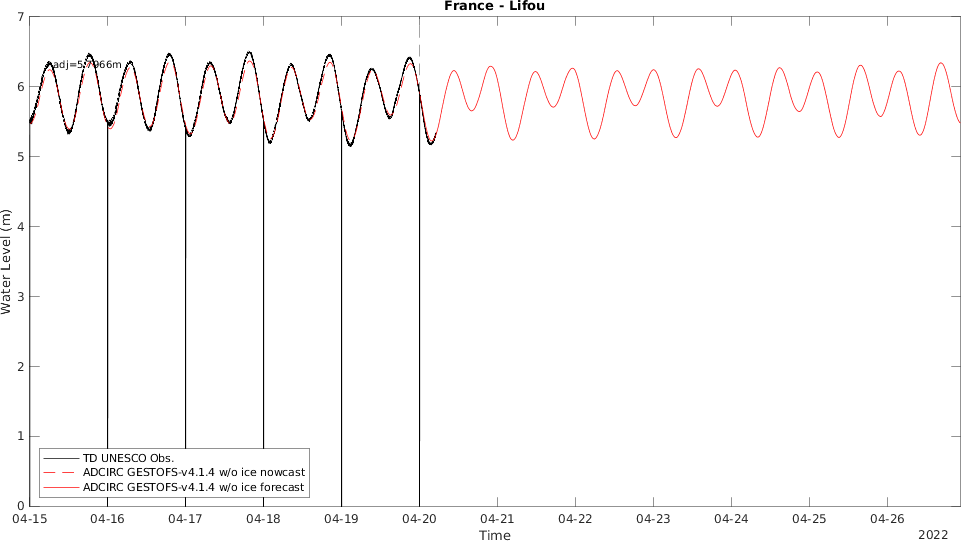 France - Lifou
7
adj=5.7966m
6
5
4
3
2
1
0
Water Level (m)
TD UNESCO Obs.
ADCIRC GESTOFS-v4.1.4 w/o ice nowcast
ADCIRC GESTOFS-v4.1.4 w/o ice forecast
04-15 04-16 04-17 04-18 04-19 04-20 04-21 04-22 04-23 04-24 04-25 04-26
Time
2022